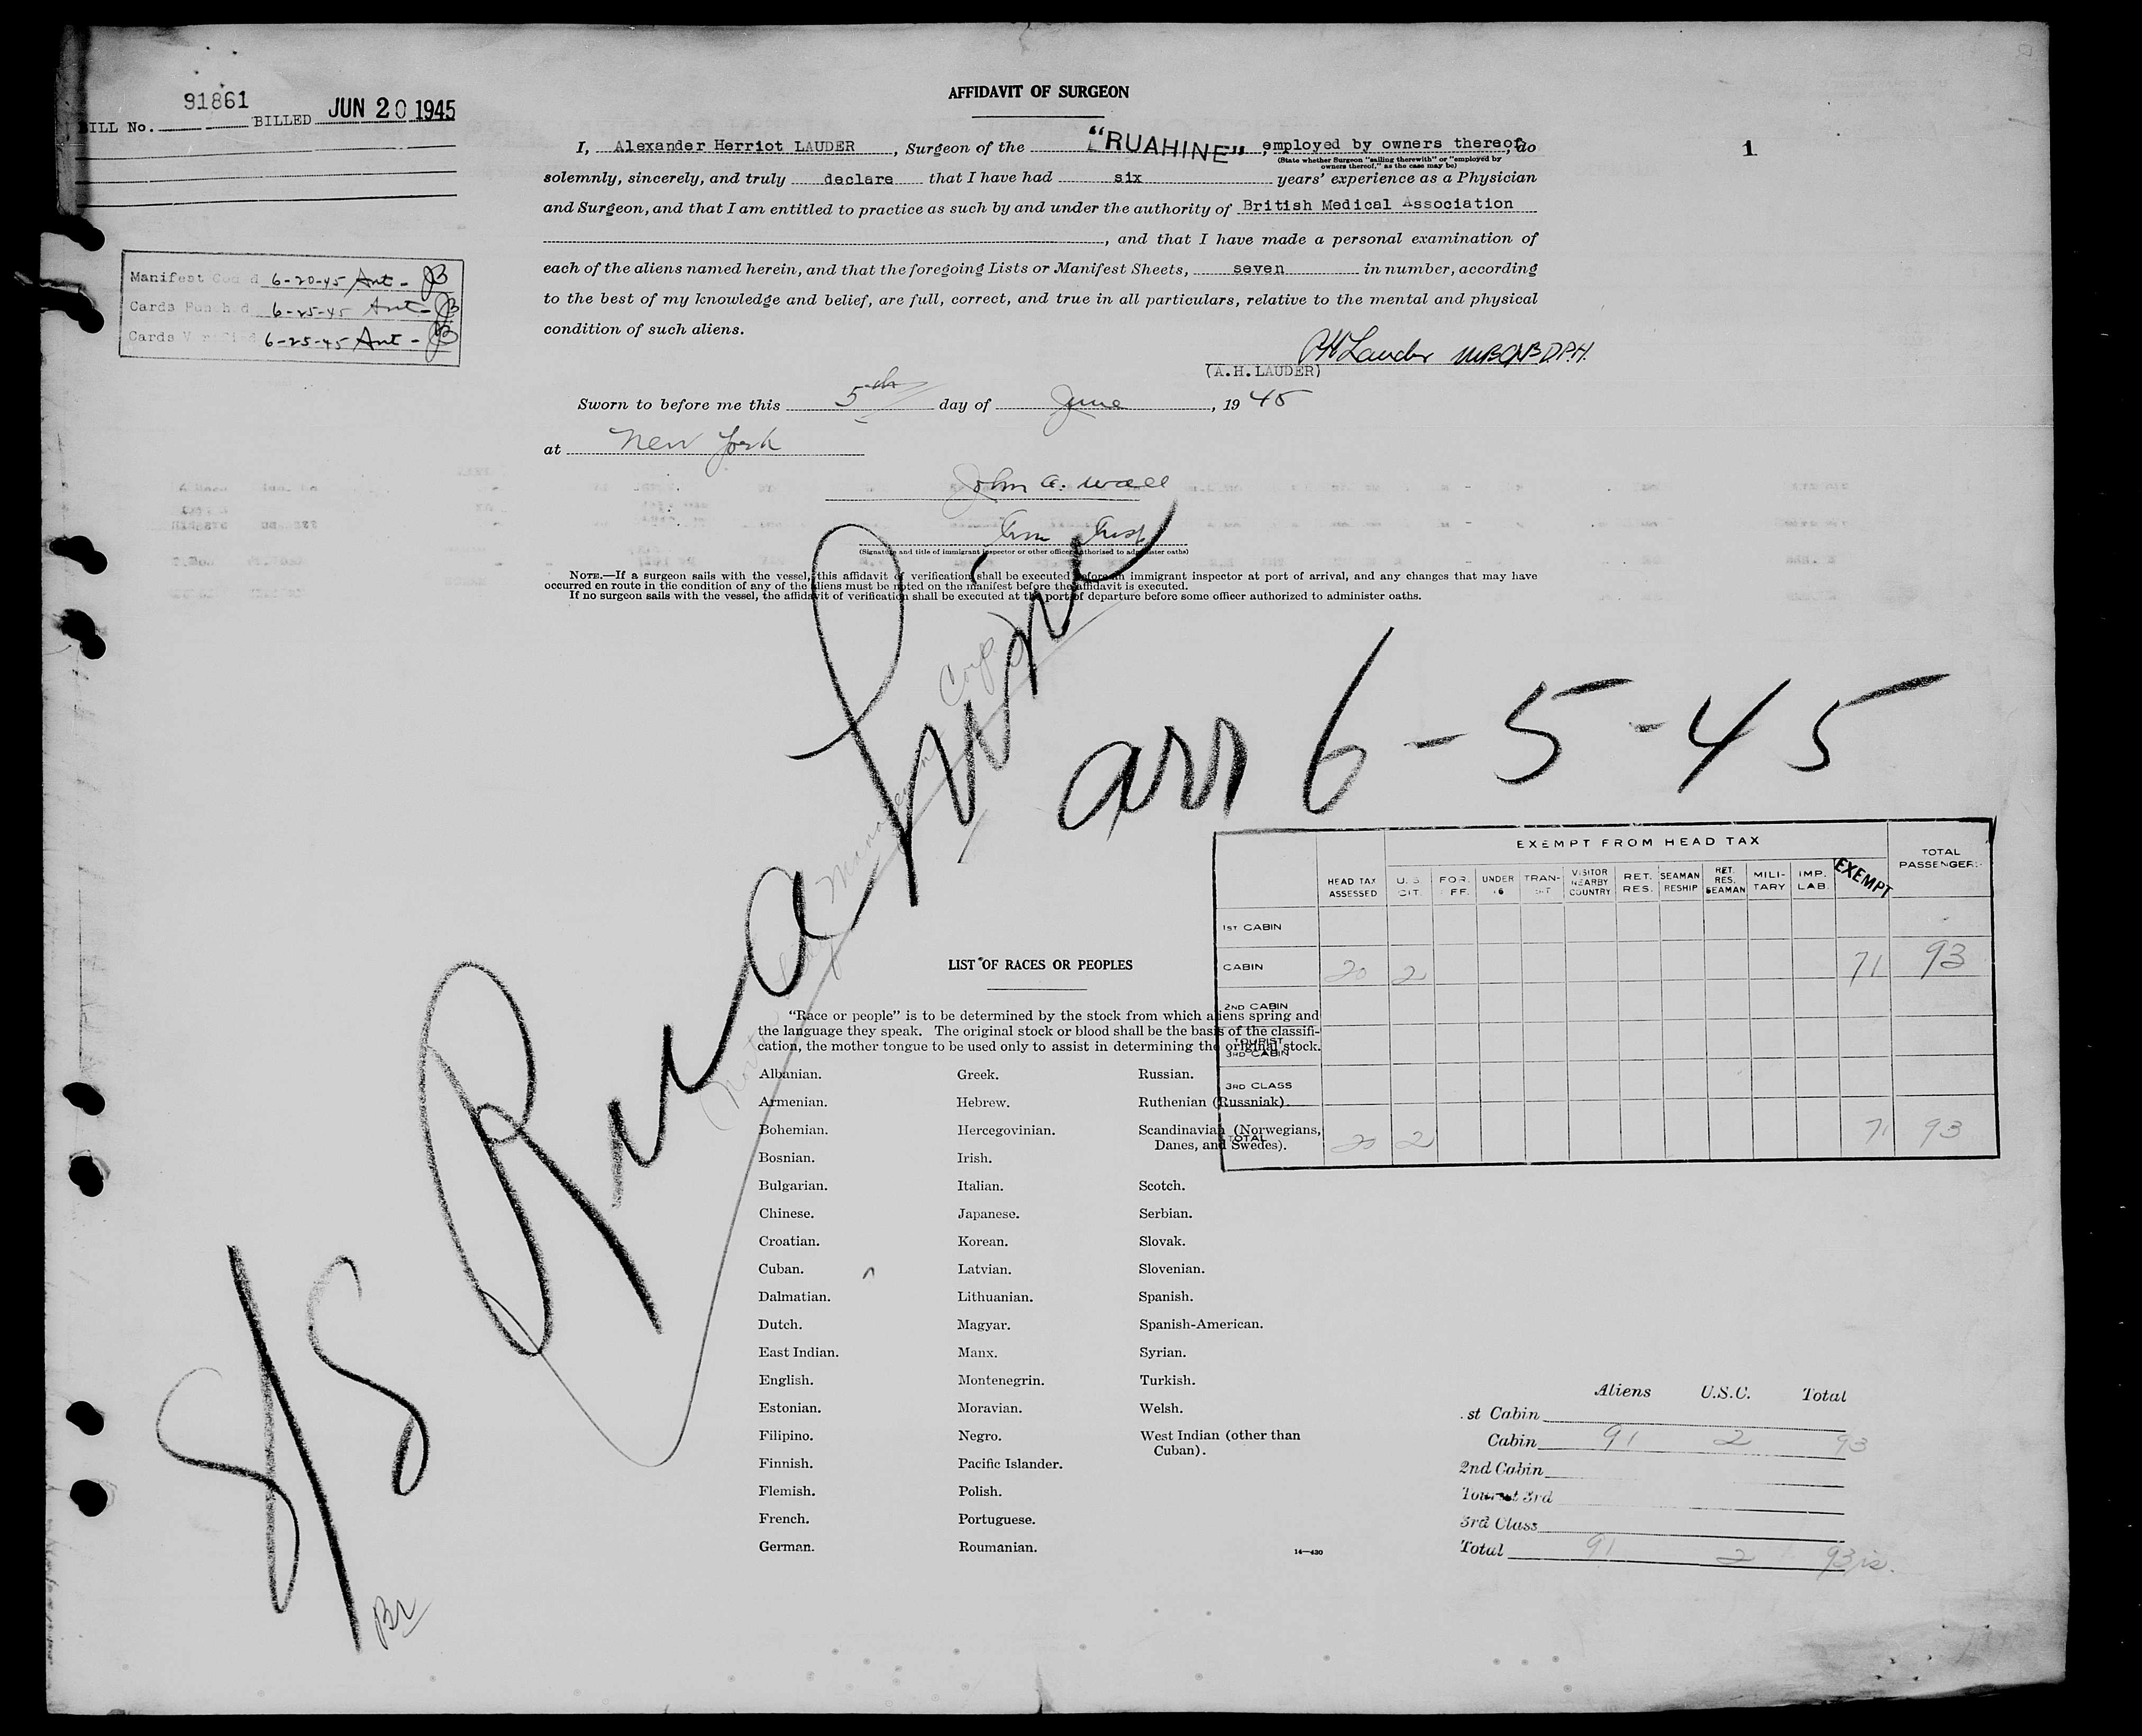 91861
BILL No. BILLED JUN 20 1945
Manifest Co d 6-20-45 Ant - JB
Cards Punched 6-25-45 Ant - JB
Cards Verified 6-25-45 Ant - JB
AFFIDAVIT OF SURGEON
1
I, Alexander Herriot LAUDER, Surgeon of the "RUAHINE", employed by owners thereof, do
(State whether Surgeon "sailing therewith" or "employed by
owners thereof," as the case may be)
solemnly, sincerely, and truly declare that I have had six years' experience as a Physician
and Surgeon, and that I am entitled to practice as such by and under the authority of British Medical Association
, and that I have made a personal examination of
each of the aliens named herein, and that the foregoing Lists or Manifest Sheets, seven in number, according
to the best of my knowledge and belief, are full, correct, and true in all particulars, relative to the mental and physical
condition of such aliens.
AH Lauder MB ChB D.P.H.
(A.H.LAUDER)
Sworn to before me this 5th day of June, 1945
at New York
John A. Wall
Imm Insp
(Signature and title of immigrant inspector or other officer authorized to administer oaths)
NOTE.—If a surgeon sails with the vessel, this affidavit of verification shall be executed before an immigrant inspector at port of arrival, and any changes that may have
occurred en route in the condition of any of the aliens must be noted on the manifest before the affidavit is executed.
If no surgeon sails with the vessel, the affidavit of verification shall be executed at the port of departure before some officer authorized to administer oaths.
S/S Ruahine
arr 6-5-45
Corp.
Br
EXEMPT FROM HEAD TAX
HEAD TAX ASSESSED U.S. CIT. FOR. OFF. UNDER 16 TRAN-SIT VISITOR NEARBY COUNTRY RET. RES. SEAMAN RESHIP RET. RES. SEAMAN MILI-TARY IMP. LAB. EXEMPT TOTAL PASSENGERS
1ST CABIN
CABIN 20 2 71 93
2ND CABIN
TOURIST
3RD CABIN
3RD CLASS
TOTAL 20 2 71 93
LIST OF RACES OR PEOPLES
"Race or people" is to be determined by the stock from which aliens spring and
the language they speak. The original stock or blood shall be the basis of the classifi-
cation, the mother tongue to be used only to assist in determining the original stock.
Albanian. Greek. Russian.
Armenian. Hebrew. Ruthenian (Russniak).
Bohemian. Hercegovinian. Scandinavian (Norwegians,
Danes, and Swedes).
Bosnian. Irish.
Bulgarian. Italian. Scotch.
Chinese. Japanese. Serbian.
Croatian. Korean. Slovak.
Cuban. Latvian. Slovenian.
Dalmatian. Lithuanian. Spanish.
Dutch. Magyar. Spanish-American.
East Indian. Manx. Syrian.
English. Montenegrin. Turkish.
Estonian. Moravian. Welsh.
Filipino. Negro. West Indian (other than
Cuban).
Finnish. Pacific Islander.
Flemish. Polish.
French. Portuguese.
German. Roumanian.
14—430
Aliens U.S.C. Total
st Cabin
Cabin 91 2 93
2nd Cabin
Tourist 3rd
3rd Class
Total 91 2 93